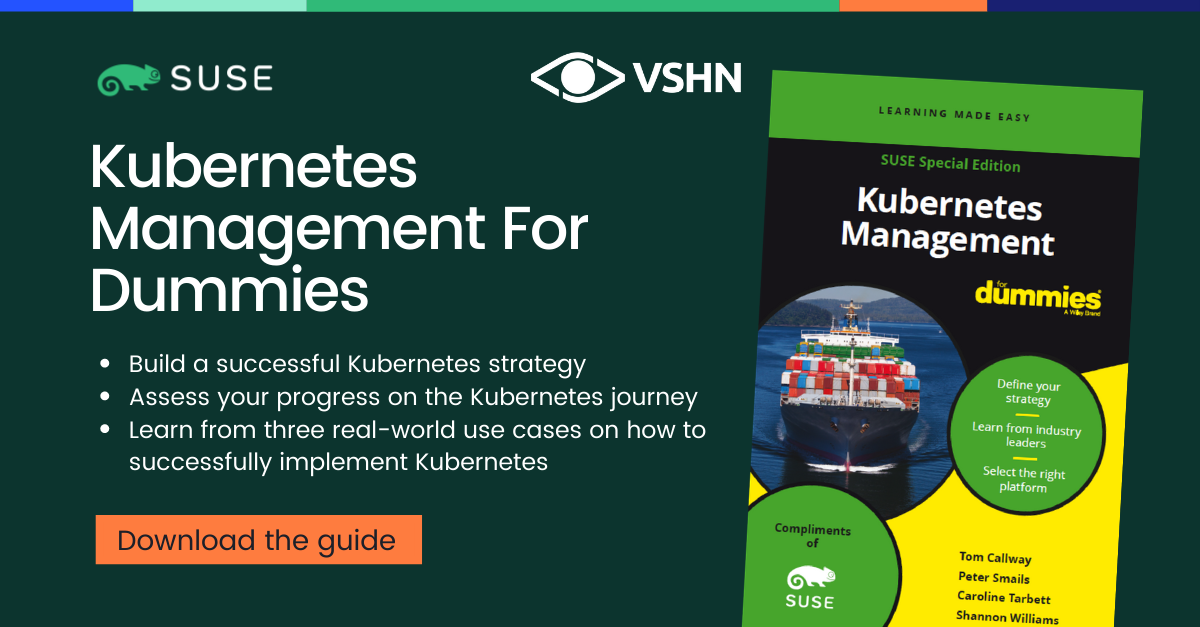 SUSE
VSHN
Kubernetes
Management For
Dummies
• Build a successful Kubernetes strategy
• Assess your progress on the Kubernetes journey
• Learn from three real-world use cases on how to
successfully implement Kubernetes
Download the guide
LEARNING MADE EASY
SUSE Special Edition
Kubernetes
Management
for
dummies®
A Wiley Brand
Define your
strategy
Learn from industry
leaders
Select the right
platform
Compliments
of
SUSE
Tom Callway
Peter Smails
Caroline Tarbett
Shannon Williams